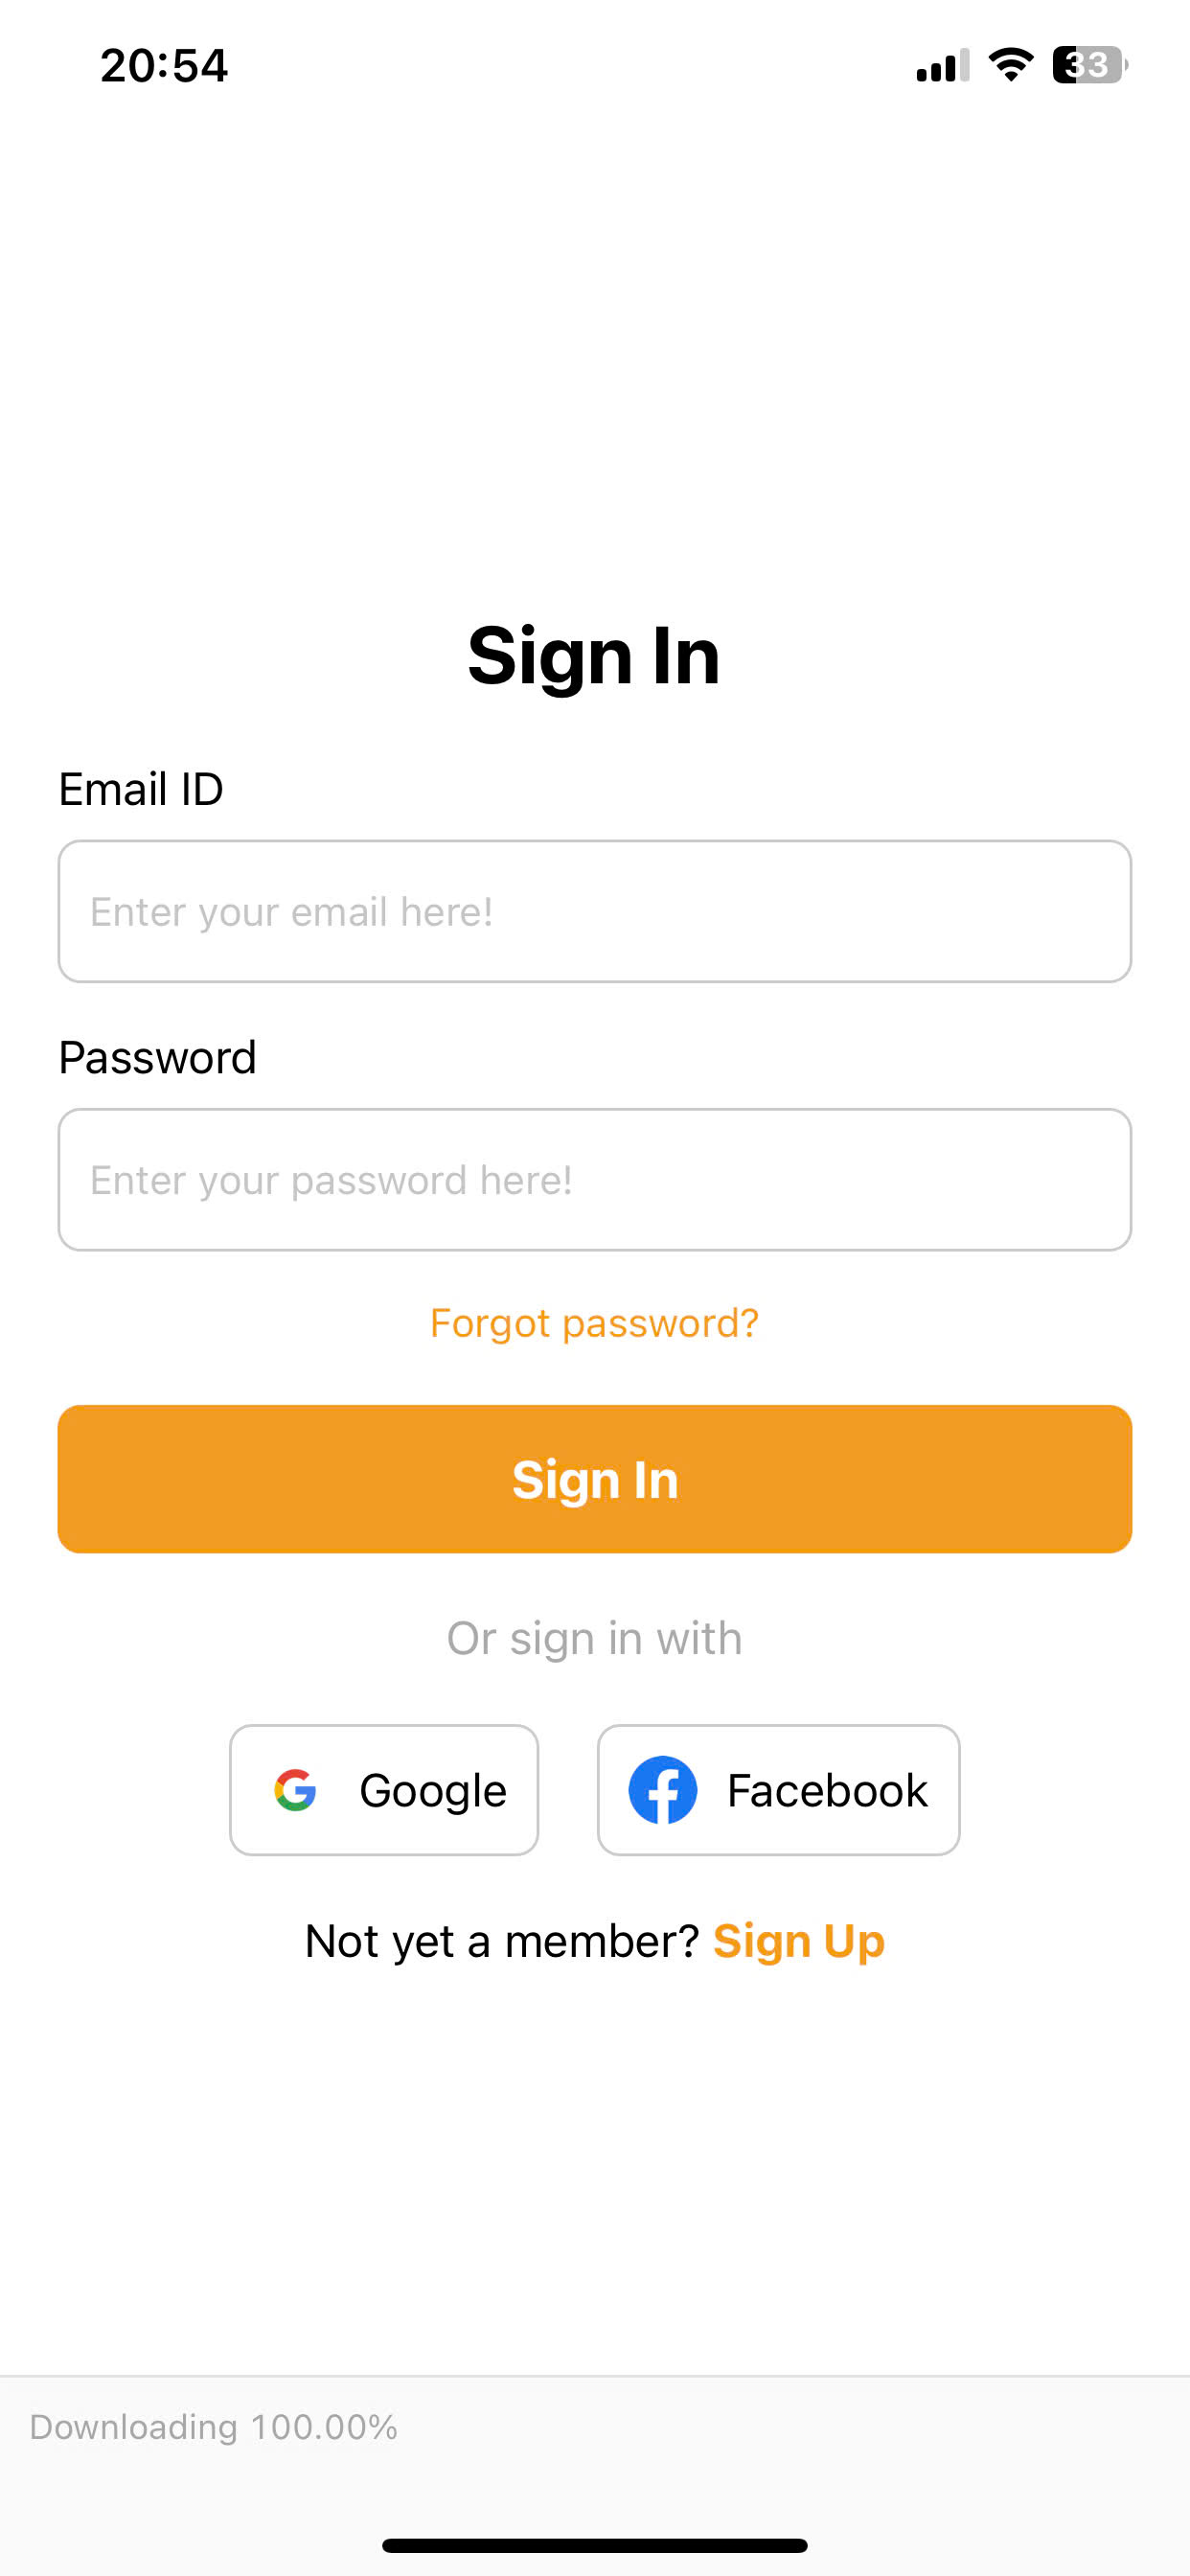 20:54
33
Sign In
Email ID
Enter your email here!
Password
Enter your password here!
Forgot password?
Sign In
Or sign in with
Google
Facebook
Not yet a member? Sign Up
Downloading 100.00%